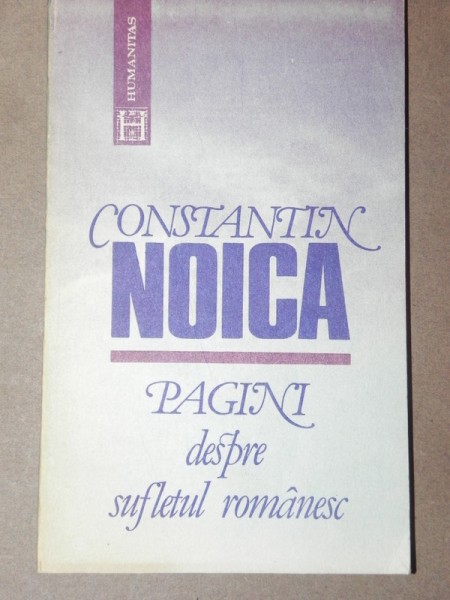 HUMANITAS
CONSTANTIN
NOICA
PAGINI
despre
sufletul românesc